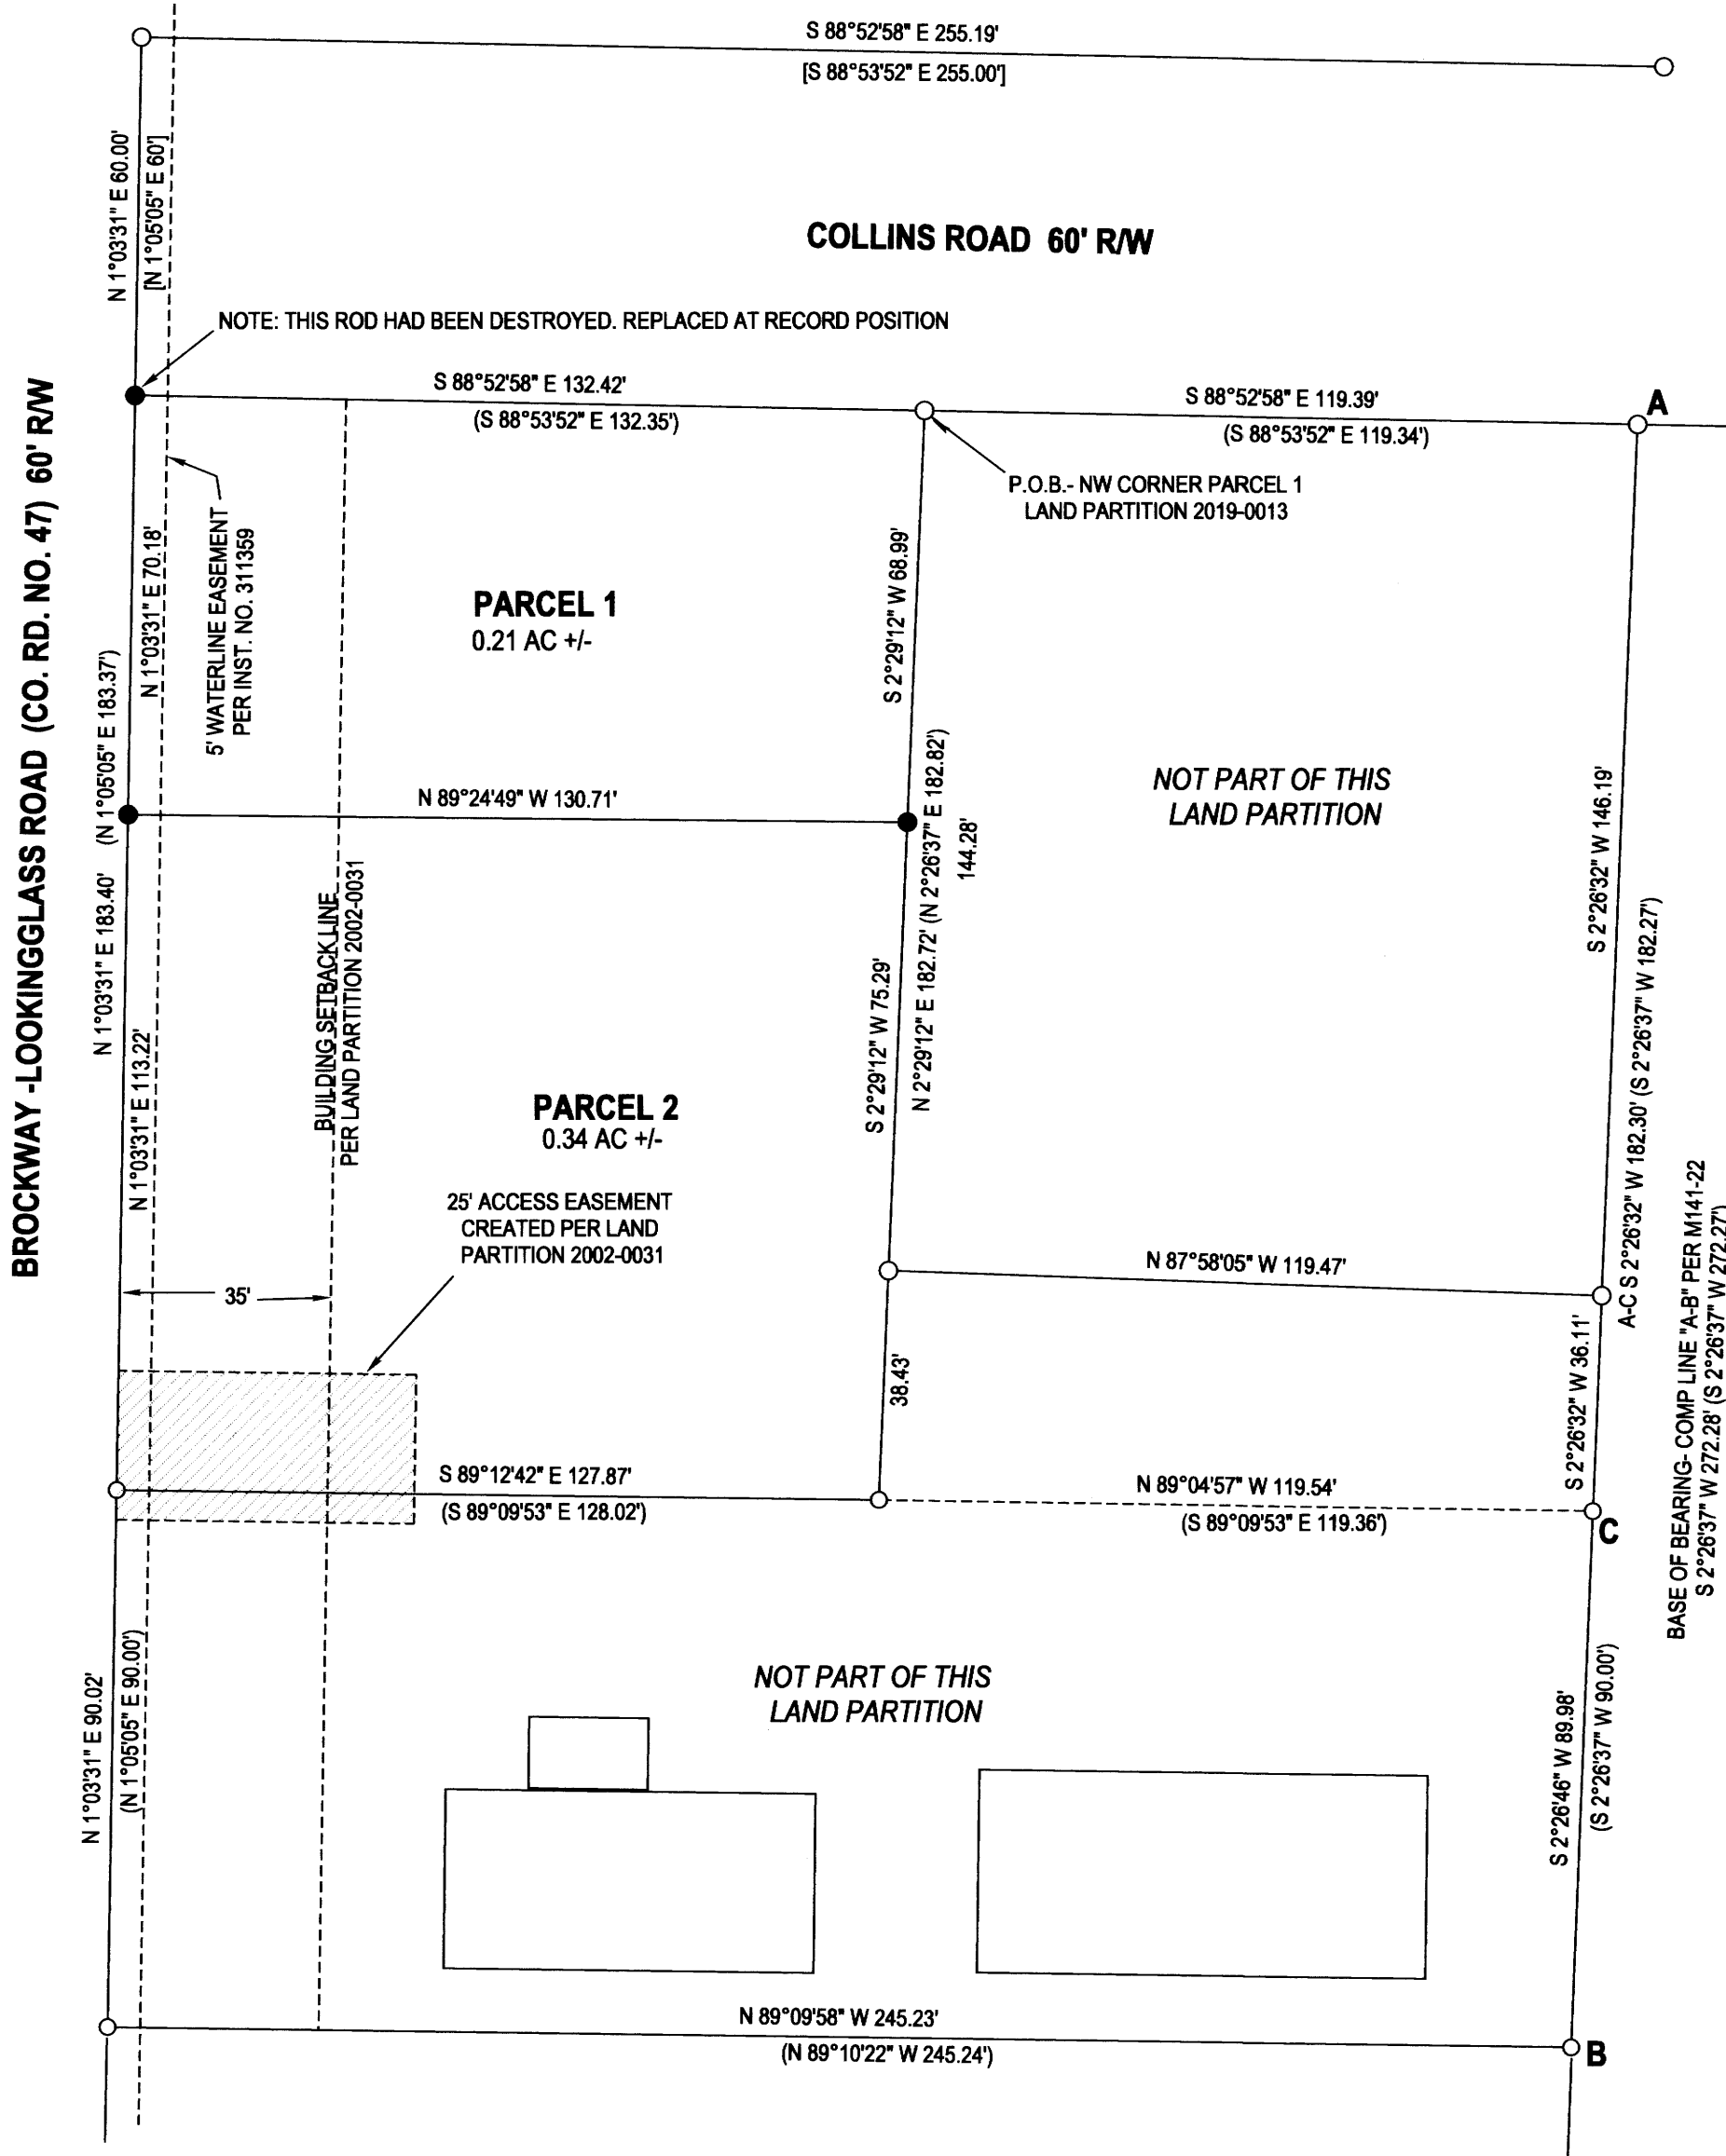 S 88°52'58" E 255.19'
[S 88°53'52" E 255.00']
N 1°03'31" E 60.00'
[N 1°05'05" E 60']
COLLINS ROAD 60' R/W
NOTE: THIS ROD HAD BEEN DESTROYED. REPLACED AT RECORD POSITION
BROCKWAY -LOOKINGGLASS ROAD (CO. RD. NO. 47) 60' R/W
S 88°52'58" E 132.42'
(S 88°53'52" E 132.35')
S 88°52'58" E 119.39'
(S 88°53'52" E 119.34')
A
P.O.B.- NW CORNER PARCEL 1
LAND PARTITION 2019-0013
N 1°03'31" E 70.18'
5' WATERLINE EASEMENT
PER INST. NO. 311359
PARCEL 1
0.21 AC +/-
S 2°29'12" W 68.99'
N 1°03'31" E 183.40' (N 1°05'05" E 183.37')
N 89°24'49" W 130.71'
NOT PART OF THIS
LAND PARTITION
S 2°26'32" W 146.19'
N 2°29'12" E 182.72' (N 2°26'37" E 182.82')
144.28'
S 2°29'12" W 75.29'
BUILDING SETBACK LINE
PER LAND PARTITION 2002-0031
N 1°03'31" E 113.22'
PARCEL 2
0.34 AC +/-
25' ACCESS EASEMENT
CREATED PER LAND
PARTITION 2002-0031
35'
N 87°58'05" W 119.47'
A-C S 2°26'32" W 182.30' (S 2°26'37" W 182.27')
BASE OF BEARING- COMP LINE "A-B" PER M141-22
S 2°26'37" W 272.28' (S 2°26'37" W 272.27')
38.43'
S 2°26'32" W 36.11'
S 89°12'42" E 127.87'
(S 89°09'53" E 128.02')
N 89°04'57" W 119.54'
(S 89°09'53" E 119.36')
C
N 1°03'31" E 90.02'
(N 1°05'05" E 90.00')
NOT PART OF THIS
LAND PARTITION
S 2°26'46" W 89.98'
(S 2°26'37" W 90.00')
N 89°09'58" W 245.23'
(N 89°10'22" W 245.24')
B